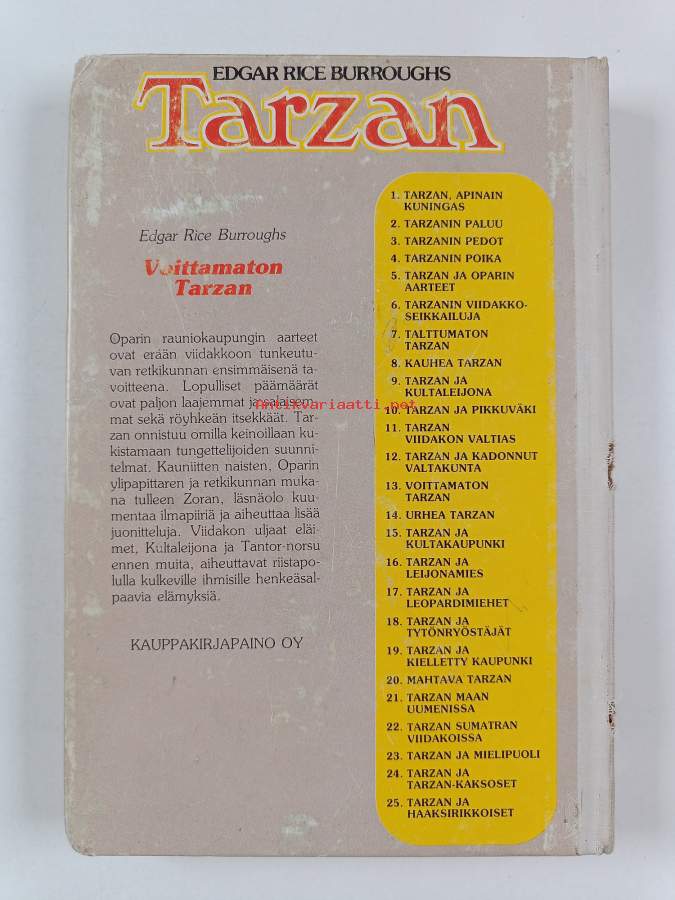 EDGAR RICE BURROUGHS
Tarzan
Edgar Rice Burroughs
Voittamaton
Tarzan
Oparin rauniokaupungin aarteet
ovat erään viidakkoon tunkeutu-
van retkikunnan ensimmäisenä ta-
voitteena. Lopulliset päämäärät
ovat paljon laajemmat ja salaisem-
mat sekä röyhkeän itsekkäät. Tar-
zan onnistuu omilla keinoillaan ku-
kistamaan tungettelijoiden suunni-
telmat. Kauniitten naisten, Oparin
ylipapittaren ja retkikunnan muka-
na tulleen Zoran, läsnäolo kuu-
mentaa ilmapiiriä ja aiheuttaa lisää
juonitteluja. Viidakon uljaat eläi-
met, Kultaleijona ja Tantor-norsu
ennen muita, aiheuttavat riistapo-
lulla kulkeville ihmisille henkeäsal-
paavia elämyksiä.
KAUPPAKIRJAPAINO OY
1. TARZAN, APINAIN
KUNINGAS
2. TARZANIN PALUU
3. TARZANIN PEDOT
4. TARZANIN POIKA
5. TARZAN JA OPARIN
AARTEET
6. TARZANIN VIIDAKKO-
SEIKKAILUJA
7. TALTTUMATON
TARZAN
8. KAUHEA TARZAN
9. TARZAN JA
KULTALEIJONA
10. TARZAN JA PIKKUVÄKI
11. TARZAN
VIIDAKON VALTIAS
12. TARZAN JA KADONNUT
VALTAKUNTA
13. VOITTAMATON
TARZAN
14. URHEA TARZAN
15. TARZAN JA
KULTAKAUPUNKI
16. TARZAN JA
LEIJONAMIES
17. TARZAN JA
LEOPARDIMIEHET
18. TARZAN JA
TYTÖNRYÖSTÄJÄT
19. TARZAN JA
KIELLETTY KAUPUNKI
20. MAHTAVA TARZAN
21. TARZAN MAAN
UUMENISSA
22. TARZAN SUMATRAN
VIIDAKOISSA
23. TARZAN JA MIELIPUOLI
24. TARZAN JA
TARZAN-KAKSOSET
25. TARZAN JA
HAAKSIRIKKOISET
Antikvariaatti.net